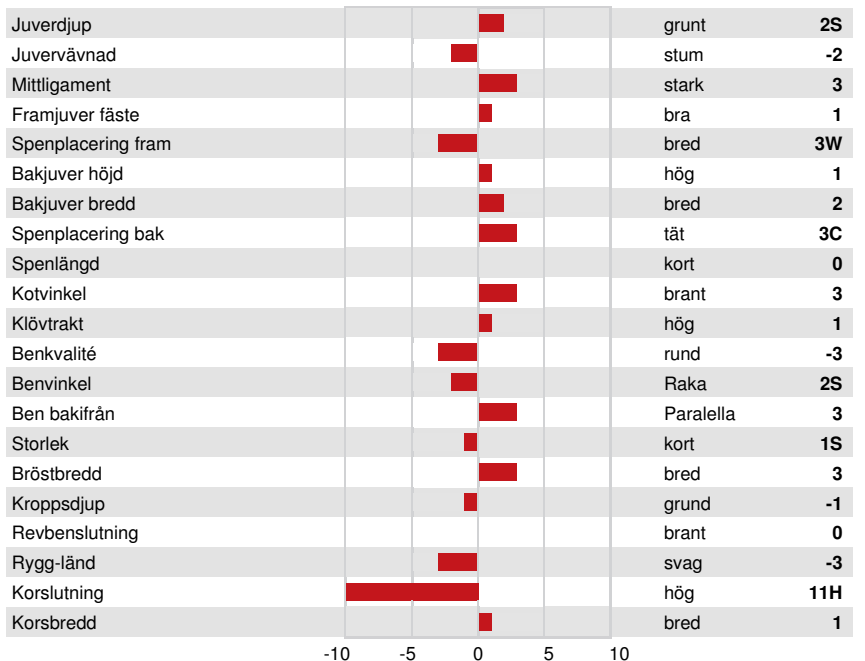 Juverdjup grunt 2S
Juvervävnad stum -2
Mittligament stark 3
Framjuver fäste bra 1
Spenplacering fram bred 3W
Bakjuver höjd hög 1
Bakjuver bredd bred 2
Spenplacering bak tät 3C
Spenlängd kort 0
Kotvinkel brant 3
Klövtrakt hög 1
Benkvalité rund -3
Benvinkel Raka 2S
Ben bakifrån Paralella 3
Storlek kort 1S
Bröstbredd bred 3
Kroppsdjup grund -1
Revbenslutning brant 0
Rygg-länd svag -3
Korslutning hög 11H
Korsbredd bred 1
-10 -5 0 5 10